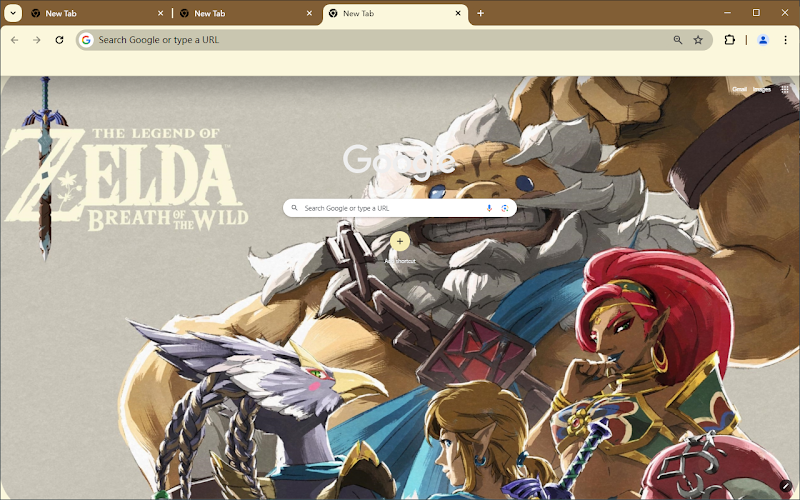 New Tab
New Tab
New Tab
Search Google or type a URL
Gmail Images
THE LEGEND OF
ZELDA
BREATH OF THE WILD
Google
Search Google or type a URL
Add shortcut